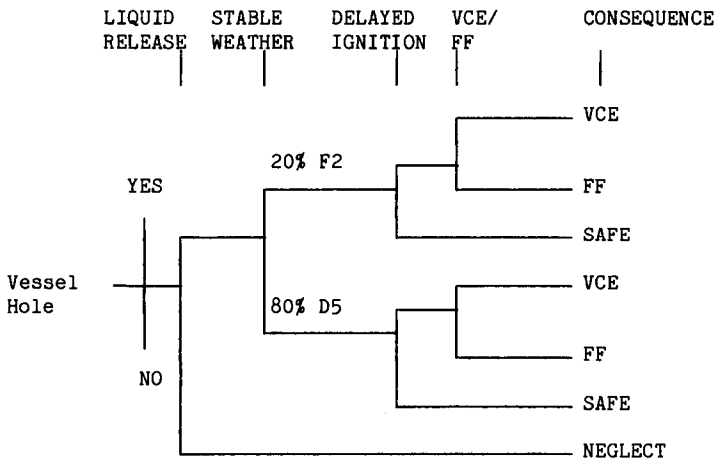 LIQUID RELEASE
STABLE WEATHER
DELAYED IGNITION
VCE/ FF
CONSEQUENCE
VCE
20% F2
YES
FF
SAFE
Vessel Hole
VCE
80% D5
FF
NO
SAFE
NEGLECT